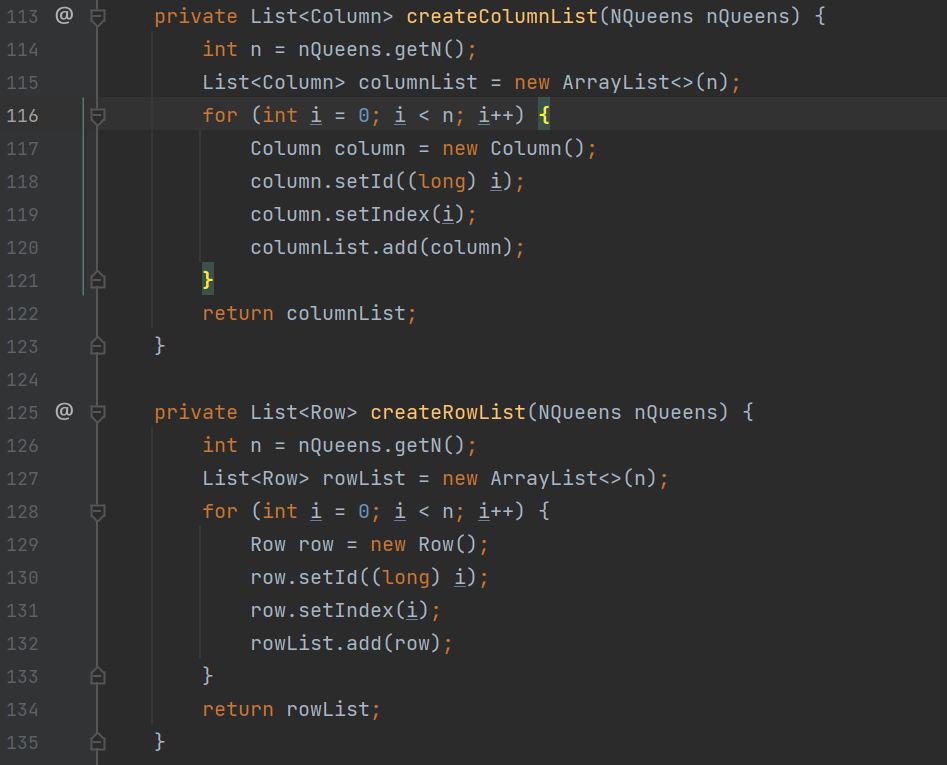 113 @ private List<Column> createColumnList(NQueens nQueens) {
114 int n = nQueens.getN();
115 List<Column> columnList = new ArrayList<>(n);
116 for (int i = 0; i < n; i++) {
117 Column column = new Column();
118 column.setId((long) i);
119 column.setIndex(i);
120 columnList.add(column);
121 }
122 return columnList;
123 }
124
125 @ private List<Row> createRowList(NQueens nQueens) {
126 int n = nQueens.getN();
127 List<Row> rowList = new ArrayList<>(n);
128 for (int i = 0; i < n; i++) {
129 Row row = new Row();
130 row.setId((long) i);
131 row.setIndex(i);
132 rowList.add(row);
133 }
134 return rowList;
135 }